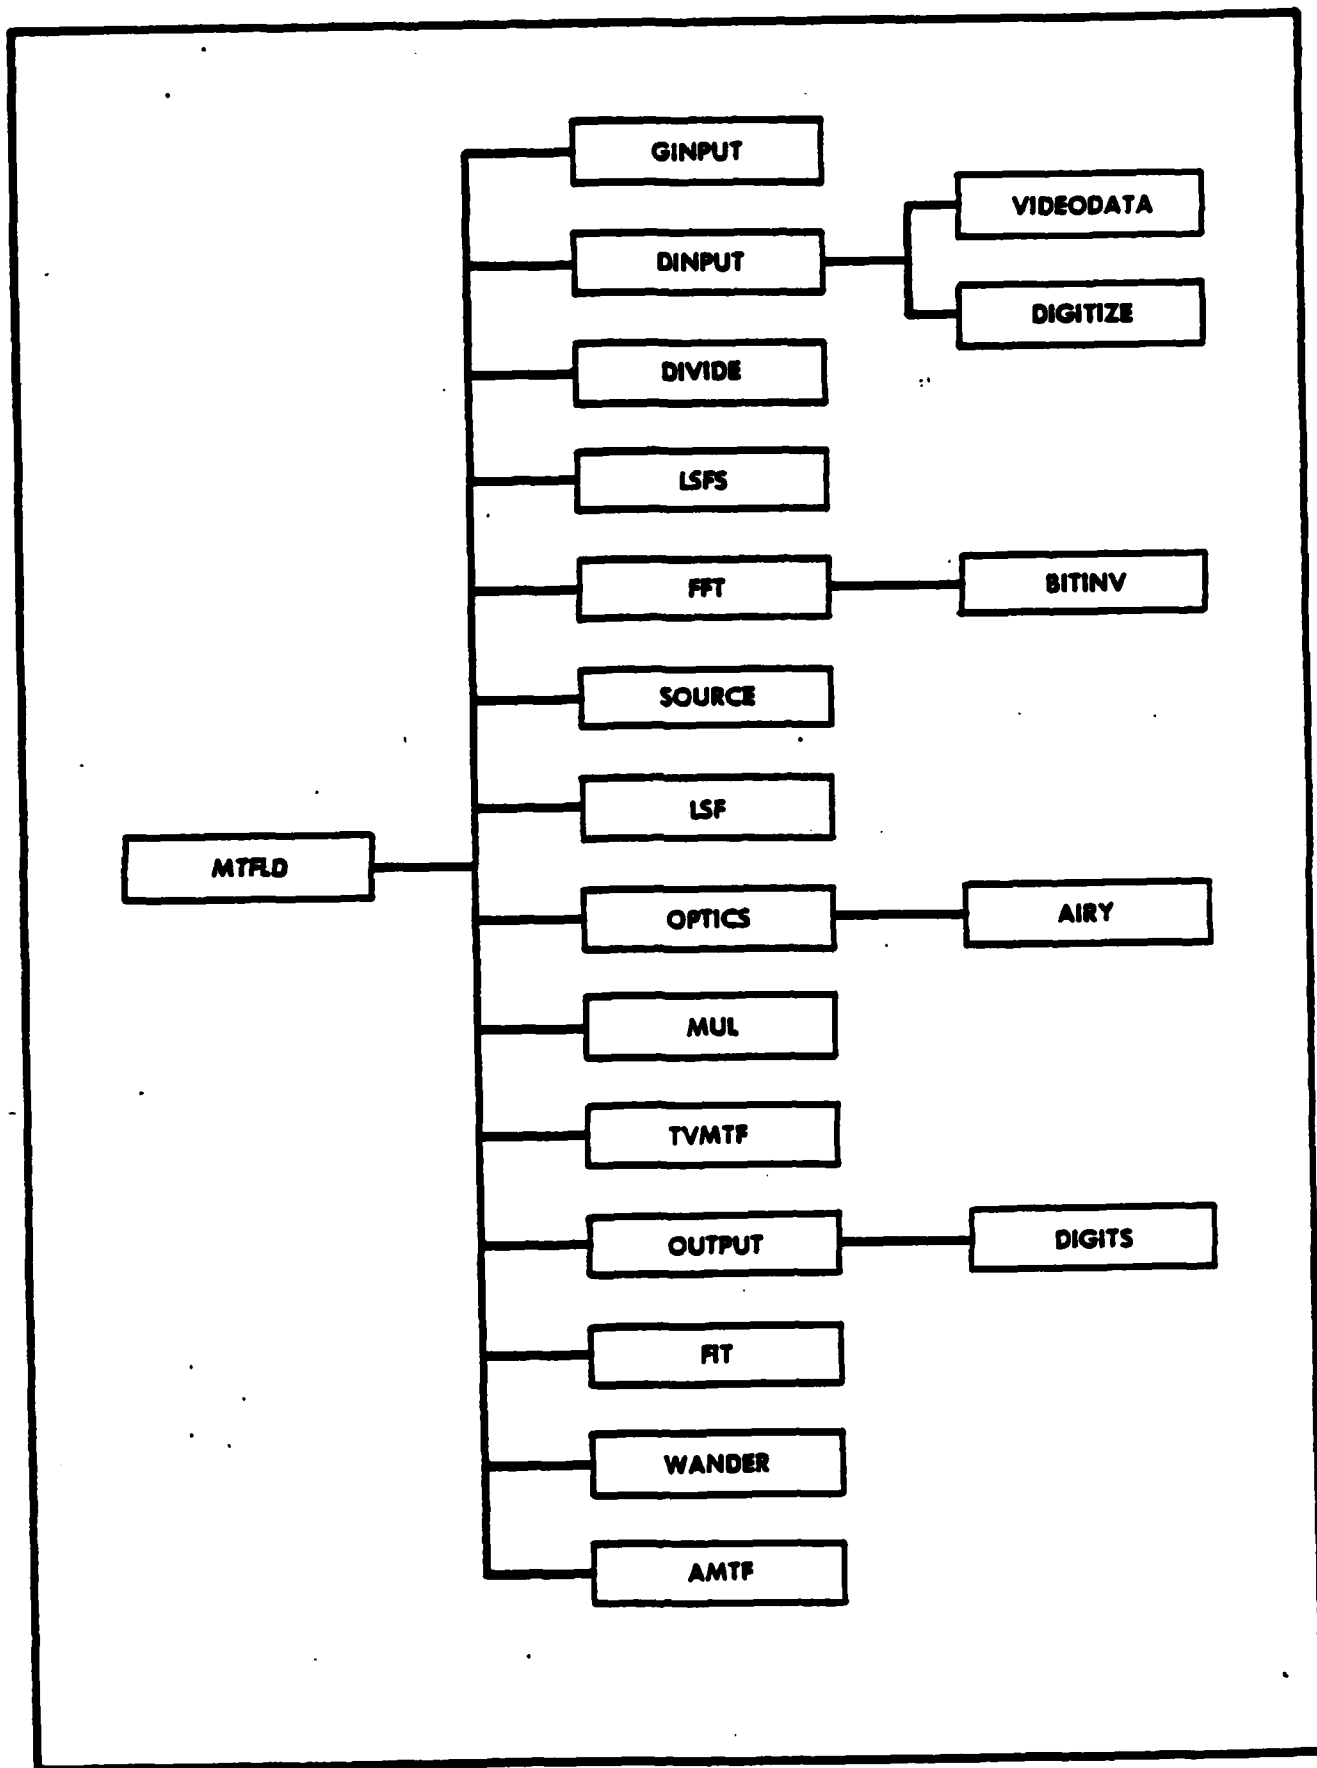 GINPUT
VIDEODATA
DINPUT
DIGITIZE
DIVIDE
LSFS
FFT
BITINV
SOURCE
LSF
MTFLD
OPTICS
AIRY
MUL
TVMTF
OUTPUT
DIGITS
FIT
WANDER
AMTF